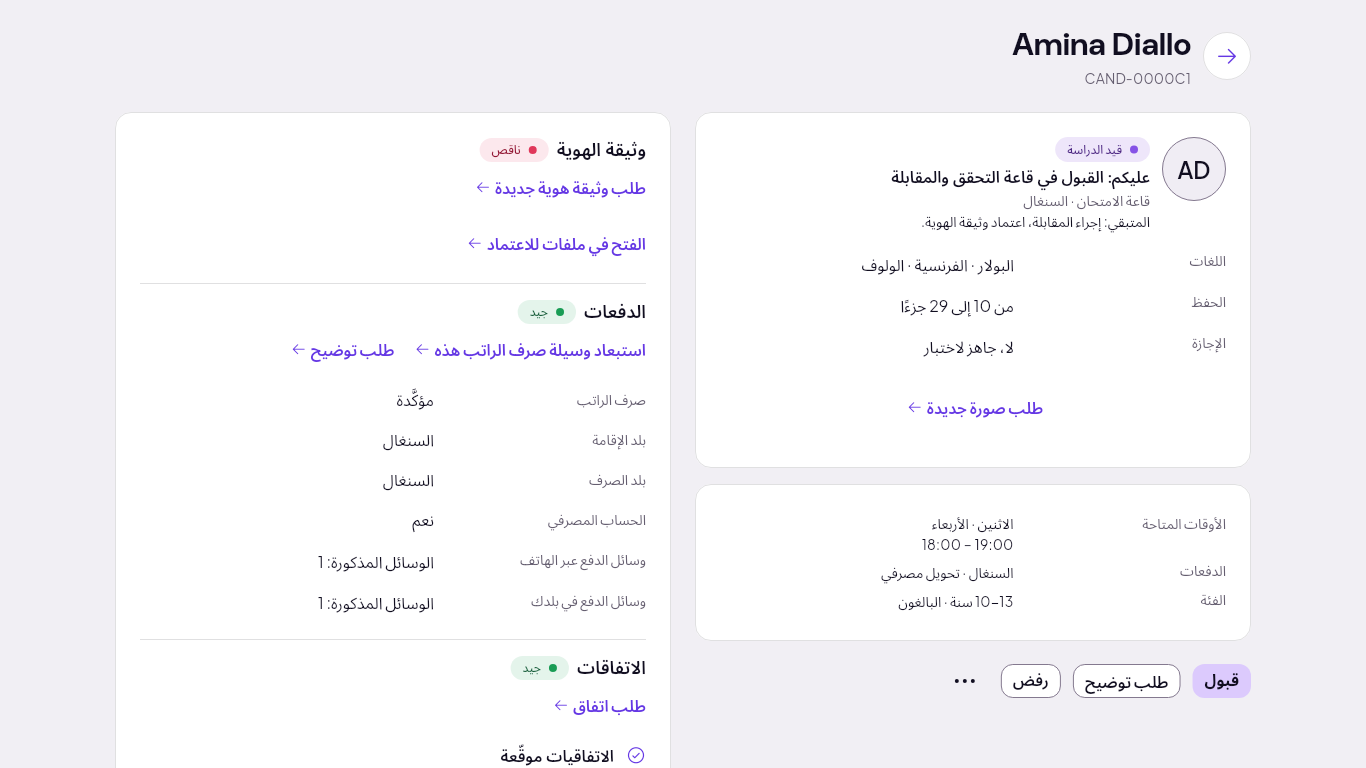 Amina Diallo
CAND-0000C1
AD
قيد الدراسة
عليكم: القبول في قاعة التحقق والمقابلة
قاعة الامتحان · السنغال
المتبقي: إجراء المقابلة، اعتماد وثيقة الهوية.
اللغات
البولار · الفرنسية · الولوف
الحفظ
من 10 إلى 29 جزءًا
الإجازة
لا، جاهز لاختبار
طلب صورة جديدة ←
الأوقات المتاحة
الاثنين · الأربعاء
18:00 – 19:00
الدفعات
السنغال · تحويل مصرفي
الفئة
10–13 سنة · البالغون
قبول
طلب توضيح
رفض
•••
وثيقة الهوية
ناقص
طلب وثيقة هوية جديدة ←
الفتح في ملفات للاعتماد ←
الدفعات
جيد
استبعاد وسيلة صرف الراتب هذه ←
طلب توضيح ←
صرف الراتب
مؤكَّدة
بلد الإقامة
السنغال
بلد الصرف
السنغال
الحساب المصرفي
نعم
وسائل الدفع عبر الهاتف
الوسائل المذكورة: 1
وسائل الدفع في بلدك
الوسائل المذكورة: 1
الاتفاقات
جيد
طلب اتفاق ←
الاتفاقيات موقّعة